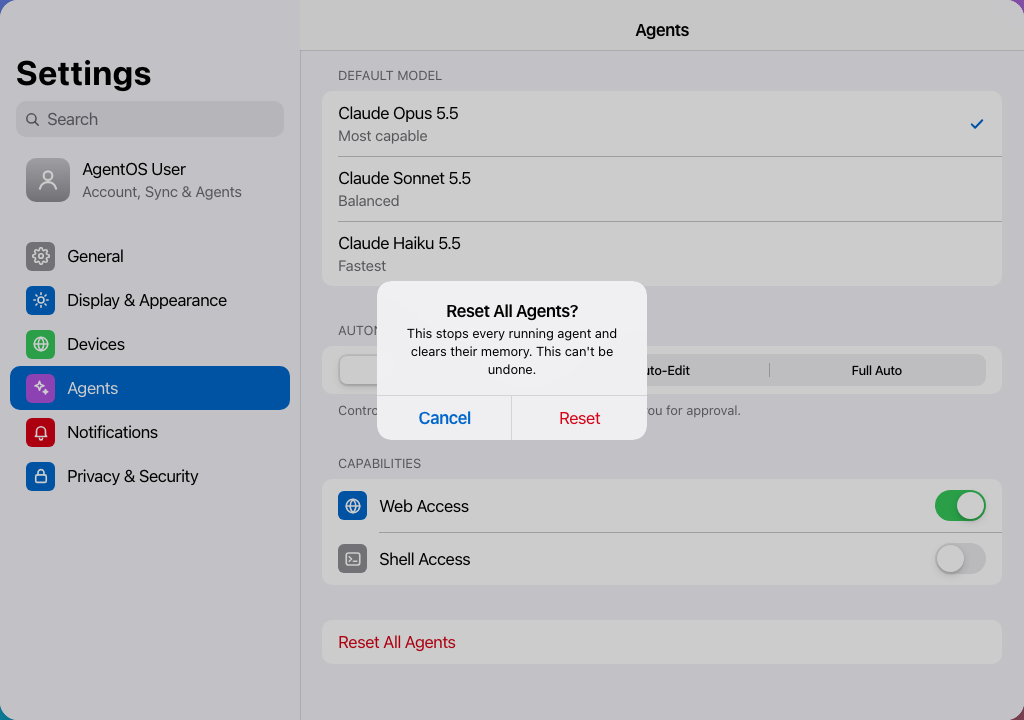 Settings
Search
AgentOS User
Account, Sync & Agents
General
Display & Appearance
Devices
Agents
Notifications
Privacy & Security
Agents
DEFAULT MODEL
Claude Opus 5.5
Most capable
Claude Sonnet 5.5
Balanced
Claude Haiku 5.5
Fastest
Full Auto
you for approval.
Reset All Agents?
This stops every running agent and
clears their memory. This can't be
undone.
Cancel
Reset
CAPABILITIES
Web Access
Shell Access
Reset All Agents